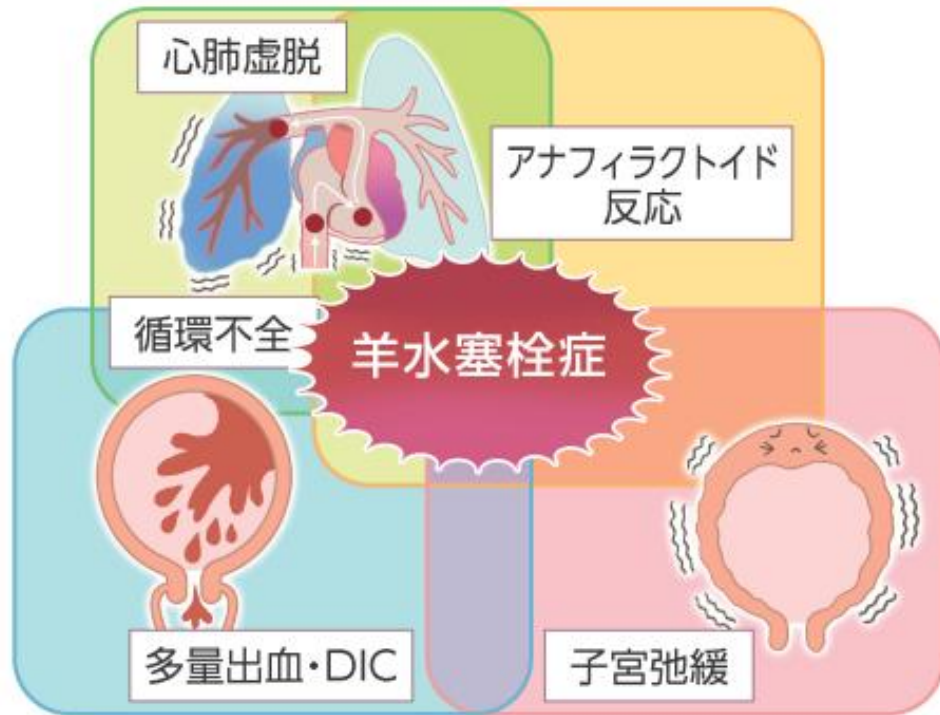 心肺虚脱
アナフィラクトイド
反応
循環不全
羊水塞栓症
多量出血・DIC
子宮弛緩